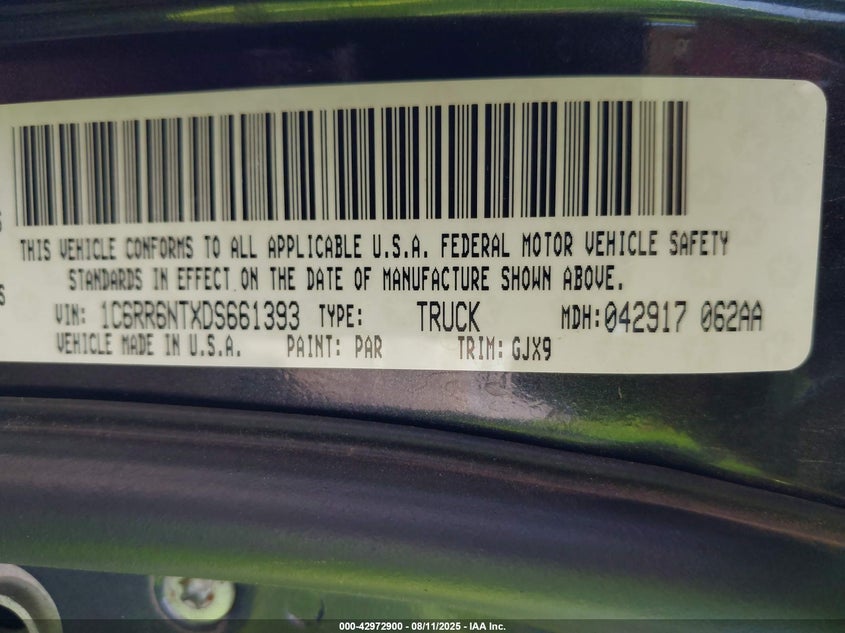 THIS VEHICLE CONFORMS TO ALL APPLICABLE U.S.A. FEDERAL MOTOR VEHICLE SAFETY
STANDARDS IN EFFECT ON THE DATE OF MANUFACTURE SHOWN ABOVE.
VIN: 1C6RR6NTXDS661393 TYPE: TRUCK MDH:042917 062AA
VEHICLE MADE IN U.S.A. PAINT: PAR TRIM: GJX9
000-42972900 - 08/11/2025 - IAA Inc.